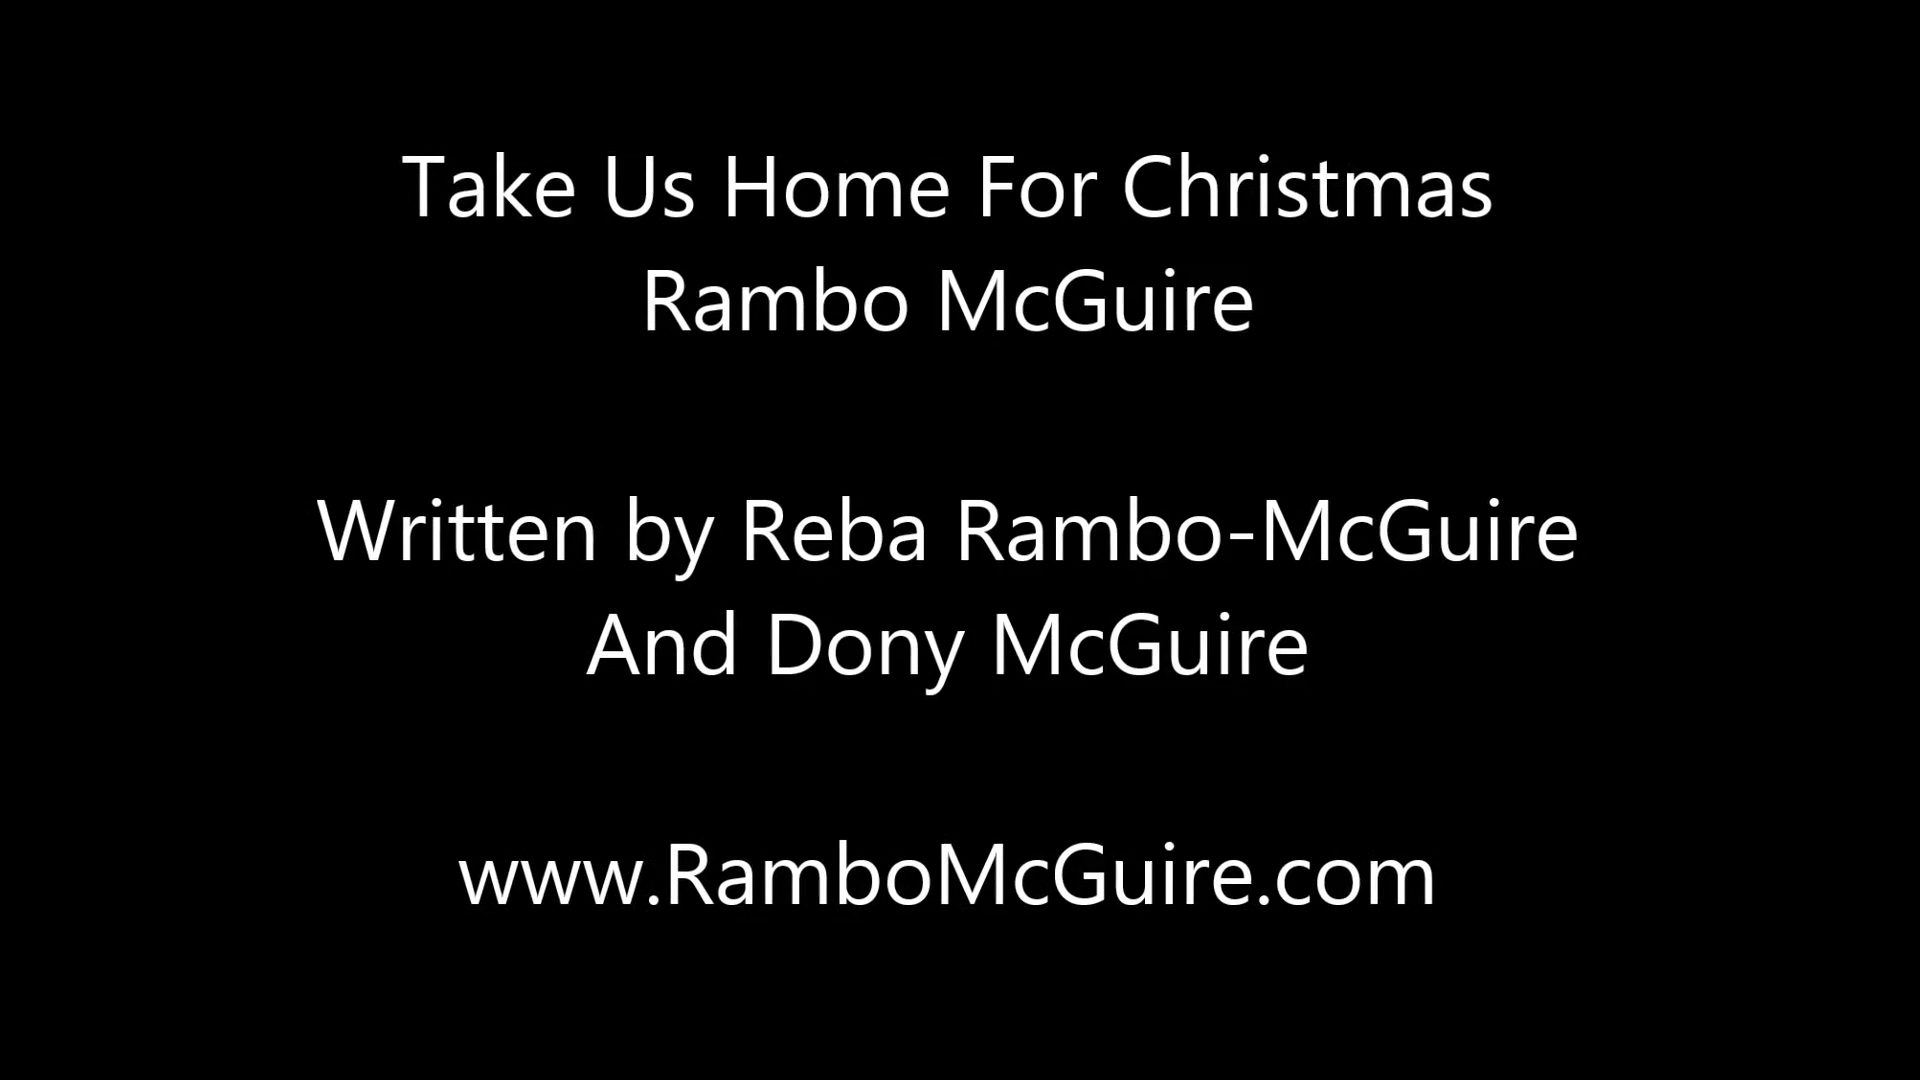 Take Us Home For Christmas
Rambo McGuire
Written by Reba Rambo-McGuire
And Dony McGuire
www.RamboMcGuire.com